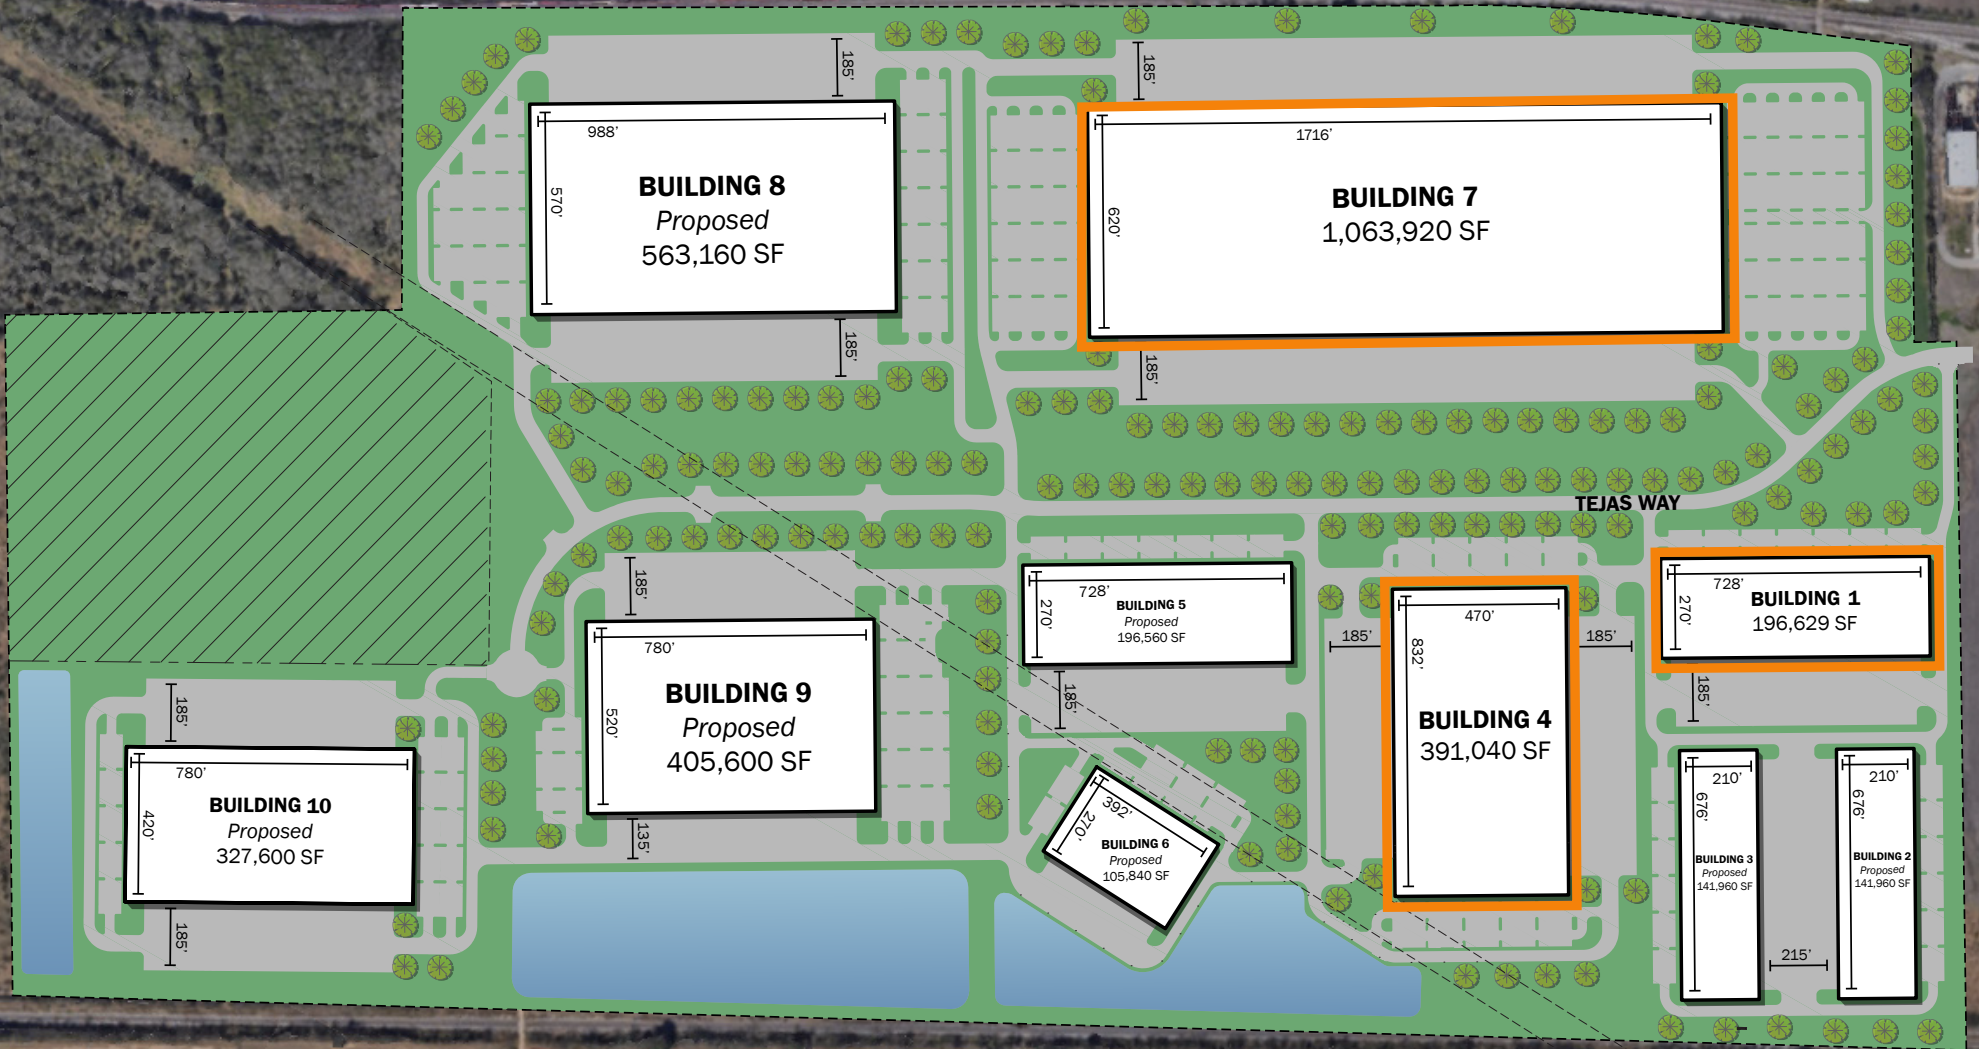 185'
988'
570'
BUILDING 8
Proposed
563,160 SF
185'
185'
1716'
620'
BUILDING 7
1,063,920 SF
185'
TEJAS WAY
185'
780'
520'
BUILDING 9
Proposed
405,600 SF
135'
728'
270'
BUILDING 5
Proposed
196,560 SF
185'
392'
270'
BUILDING 6
Proposed
105,840 SF
185'
470'
832'
BUILDING 4
391,040 SF
185'
728'
270'
BUILDING 1
196,629 SF
185'
185'
780'
420'
BUILDING 10
Proposed
327,600 SF
185'
210'
676'
BUILDING 3
Proposed
141,960 SF
215'
210'
676'
BUILDING 2
Proposed
141,960 SF